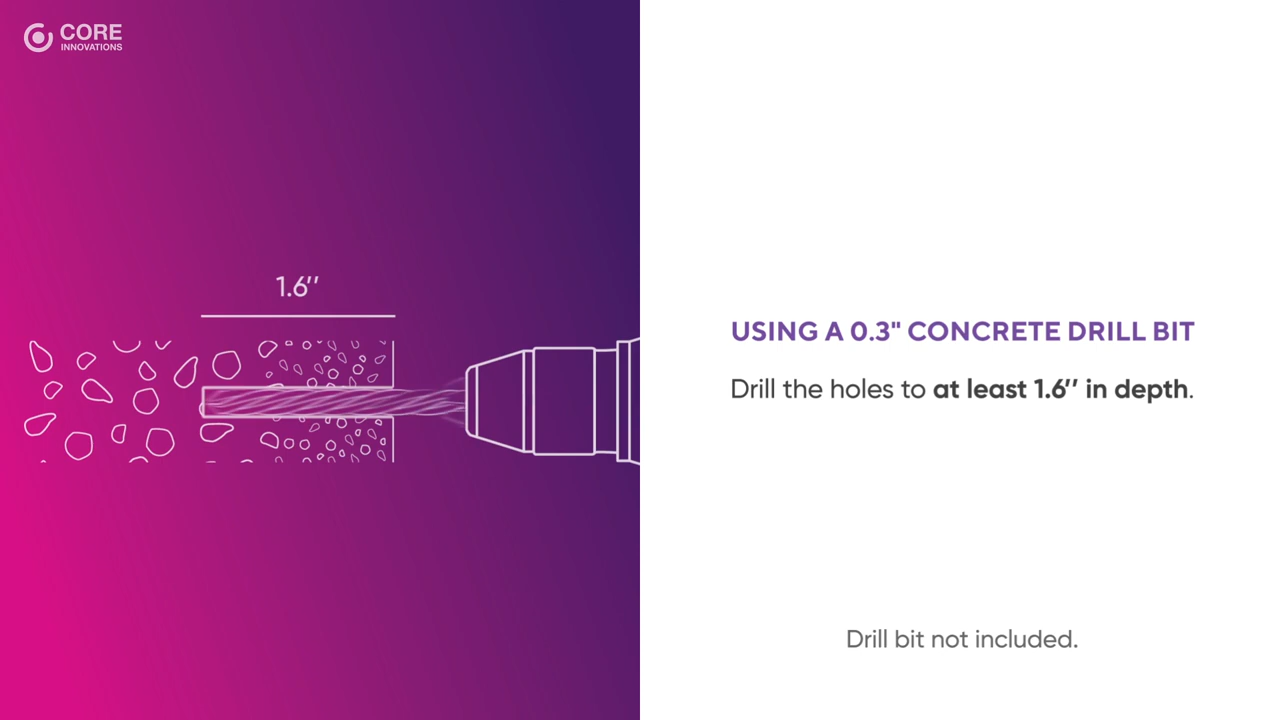 CORE
INNOVATIONS
1.6′′
USING A 0.3" CONCRETE DRILL BIT
Drill the holes to at least 1.6′′ in depth.
Drill bit not included.